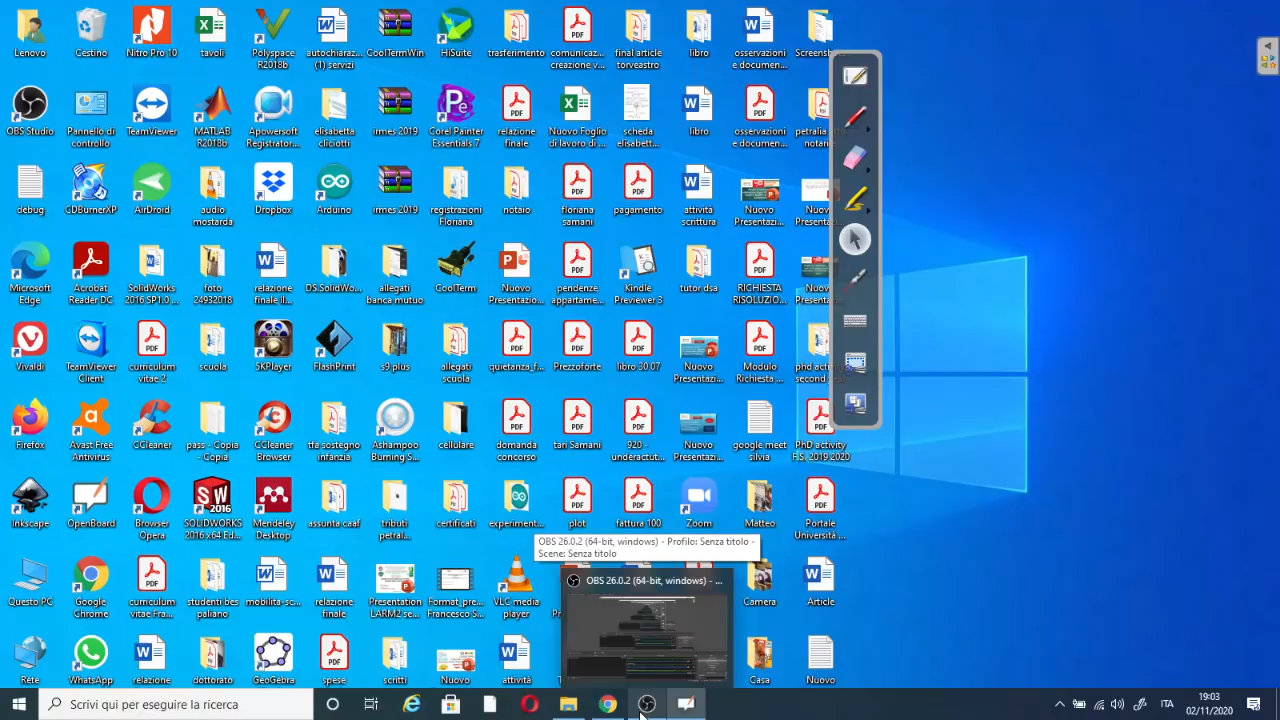 Lenovo
Cestino
Nitro Pro 10
tavoli
Polyspace
R2018b
autochiaraz...
(1) servizi
CoolTermWin
HiSuite
trasferimento
comunicaz...
creazione v...
final article
torveastro
libro
osservazioni
e documen...
OBS Studio
Pannello di
controllo
TeamViewer
MATLAB
R2018b
Apowersoft
Registrator...
elisabetta
cliciotti
irmes 2019
Corel Painter
Essentials 7
relazione
finale
Nuovo Foglio
di lavoro di ...
scheda
elisabett...
libro
osservazioni
e documen...
debug
CDBurnerXP
AirDroid
audio
mostarda
Dropbox
Arduino
irmes 2019
registrazioni
Floriana
notaio
floriana
samani
pagamento
attività
scrittura
Nuovo
Presentazi...
Microsoft
Edge
Acrobat
Reader DC
SolidWorks
2016 SP1.0 ...
foto
24932018
relazione
finale II...
DS.SolidWo...
allegati
banca mutuo
CoolTerm
Nuovo
Presentazio...
pendenze
appartame...
Kindle
Previewer 3
tutor dsa
RICHIESTA
RISOLUZIO...
Vivaldi
TeamViewer
Client
curriculum
vitae 2
scuola
SKPlayer
FlashPrint
s9 plus
allegati
scuola
quietanza_f...
Prezzoforte
libro 30.07
Nuovo
Presentazi...
Modulo
Richiesta ...
Firefox
Avast Free
Antivirus
CCleaner
pass - Copia
- Copia
CCleaner
Browser
tfa sostegno
infanzia
Ashampoo
Burning S...
cellulare
domanda
concorso
tari Samani
920 -
underactut...
Nuovo
Presentazi...
google meet
silvia
PhD activity
F.S. 2019 2020
Inkscape
OpenBoard
Browser
Opera
SOLIDWORKS
2016 x64 Ed...
Mendeley
Desktop
assunta caaf
tributi
petral...
certificati
experiment...
plot
fattura 100
Zoom
Matteo
Portale
Università ...
OBS 26.0.2 (64-bit, windows) - Profilo: Senza titolo -
Scene: Senza titolo
OBS 26.0.2 (64-bit, windows) - ...
Questo PC
Google
Chrome
curriculum
vitae Fra...
studenti bes
paliano
mobilità-sc...
relazione
finale
Presentation
LARM2 se...
Format_pre...
Francesco S...
VLC media
player
Camera
Article
Rete
WhatsApp
relazione
dottorato
GeoGebra
spese
scritti
Nuovo
attività
Casa
Nuovo
Scrivi qui per eseguire la ricerca
ITA
19:03
02/11/2020